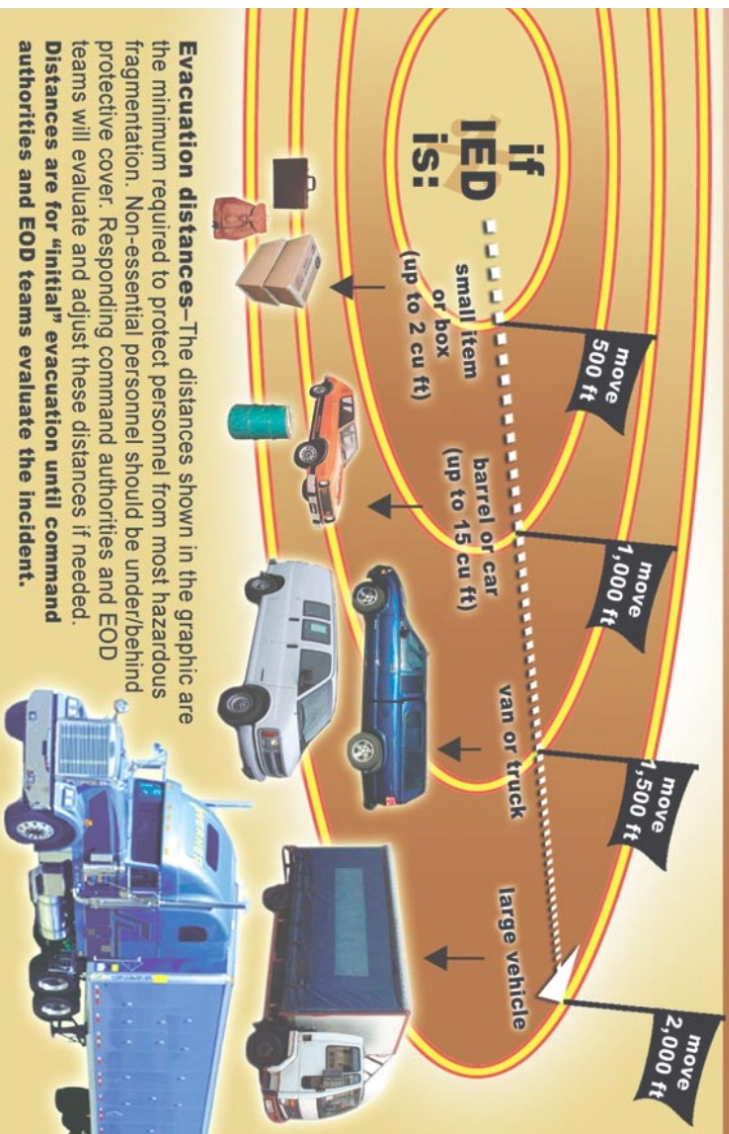 if
IED
is:
small item
or box
(up to 2 cu ft)
barrel or car
(up to 15 cu ft)
van or truck
large vehicle
move
500 ft
move
1,000 ft
move
1,500 ft
move
2,000 ft
Evacuation distances–The distances shown in the graphic are
the minimum required to protect personnel from most hazardous
fragmentation. Non-essential personnel should be under/behind
protective cover. Responding command authorities and EOD
teams will evaluate and adjust these distances if needed.
Distances are for “initial” evacuation until command
authorities and EOD teams evaluate the incident.